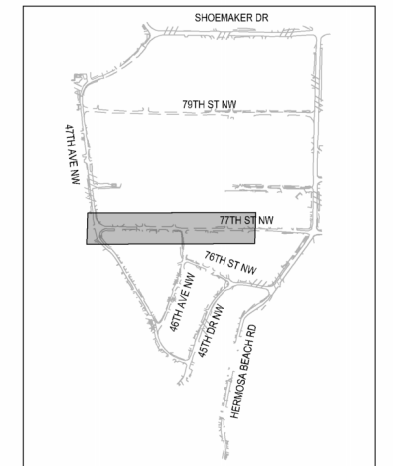 SHOEMAKER DR
79TH ST NW
47TH AVE NW
77TH ST NW
76TH ST NW
46TH AVE NW
45TH DR NW
HERMOSA BEACH RD